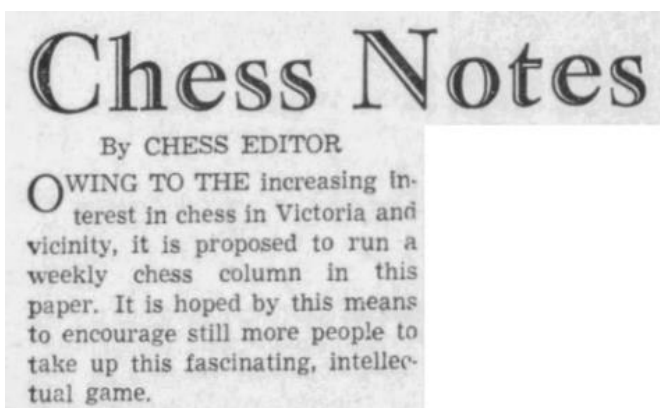 Chess Notes
By CHESS EDITOR
OWING TO THE increasing in-
terest in chess in Victoria and
vicinity, it is proposed to run a
weekly chess column in this
paper. It is hoped by this means
to encourage still more people to
take up this fascinating, intellec-
tual game.